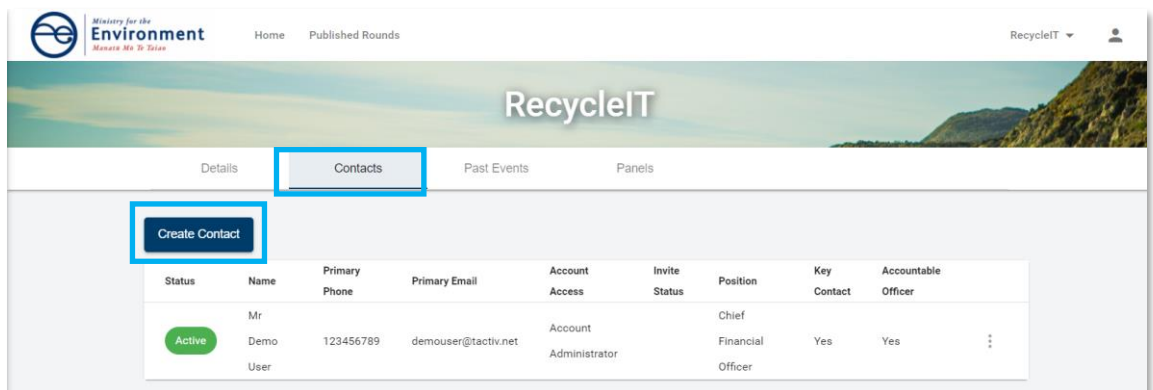 Ministry for the
Environment
Manatū Mō Te Taiao
Home Published Rounds RecycleIT
RecycleIT
Details Contacts Past Events Panels
Create Contact
Status Name Primary Phone Primary Email Account Access Invite Status Position Key Contact Accountable Officer
Active Mr Demo User 123456789 demouser@tactiv.net Account Administrator Chief Financial Officer Yes Yes